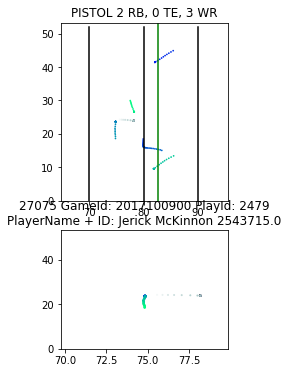 PISTOL 2 RB, 0 TE, 3 WR
50
40
30
20
10
0
70 80 90
27075 GameId: 2017100900 PlayId: 2479
PlayerName + ID: Jerick McKinnon 2543715.0
40
20
0
70.0 72.5 75.0 77.5